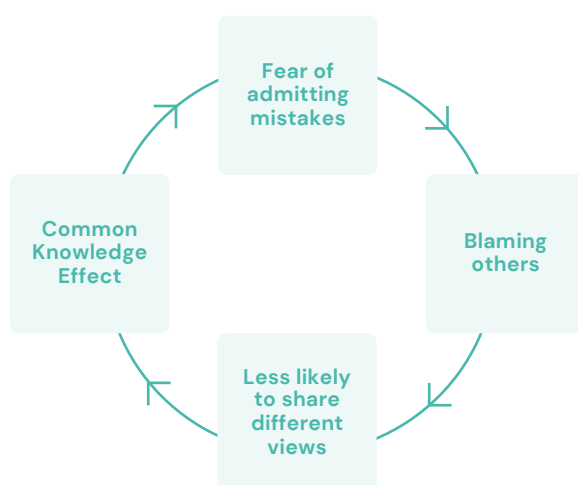 Fear of
admitting
mistakes
Blaming
others
Less likely
to share
different
views
Common
Knowledge
Effect